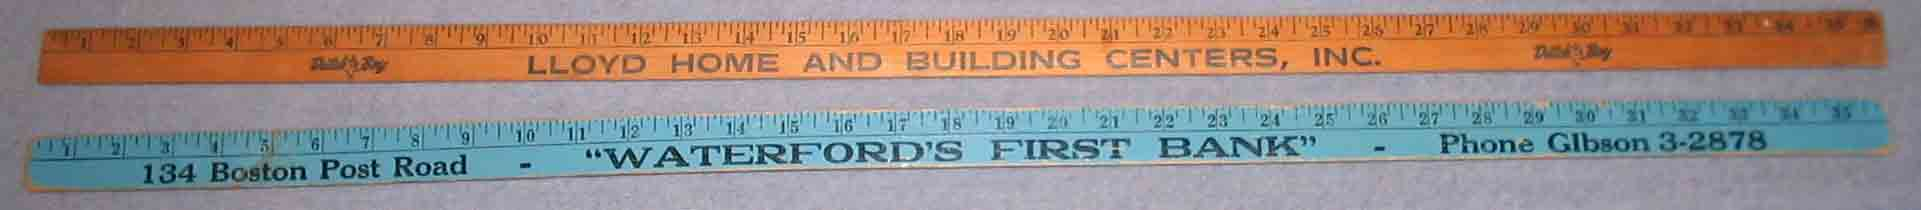 1 2 3 4 5 6 7 8 9 10 11 12 13 14 15 16 17 18 19 20 21 22 23 24 25 26 27 28 29 30 31 32 33 34 35
Dutch Boy LLOYD HOME AND BUILDING CENTERS, INC. Dutch Boy
1 2 3 4 5 6 7 8 9 10 11 12 13 14 15 16 17 18 19 20 21 22 23 24 25 26 27 28 29 30 31 32 33 34 35
134 Boston Post Road - "WATERFORD'S FIRST BANK" - Phone GIbson 3-2878